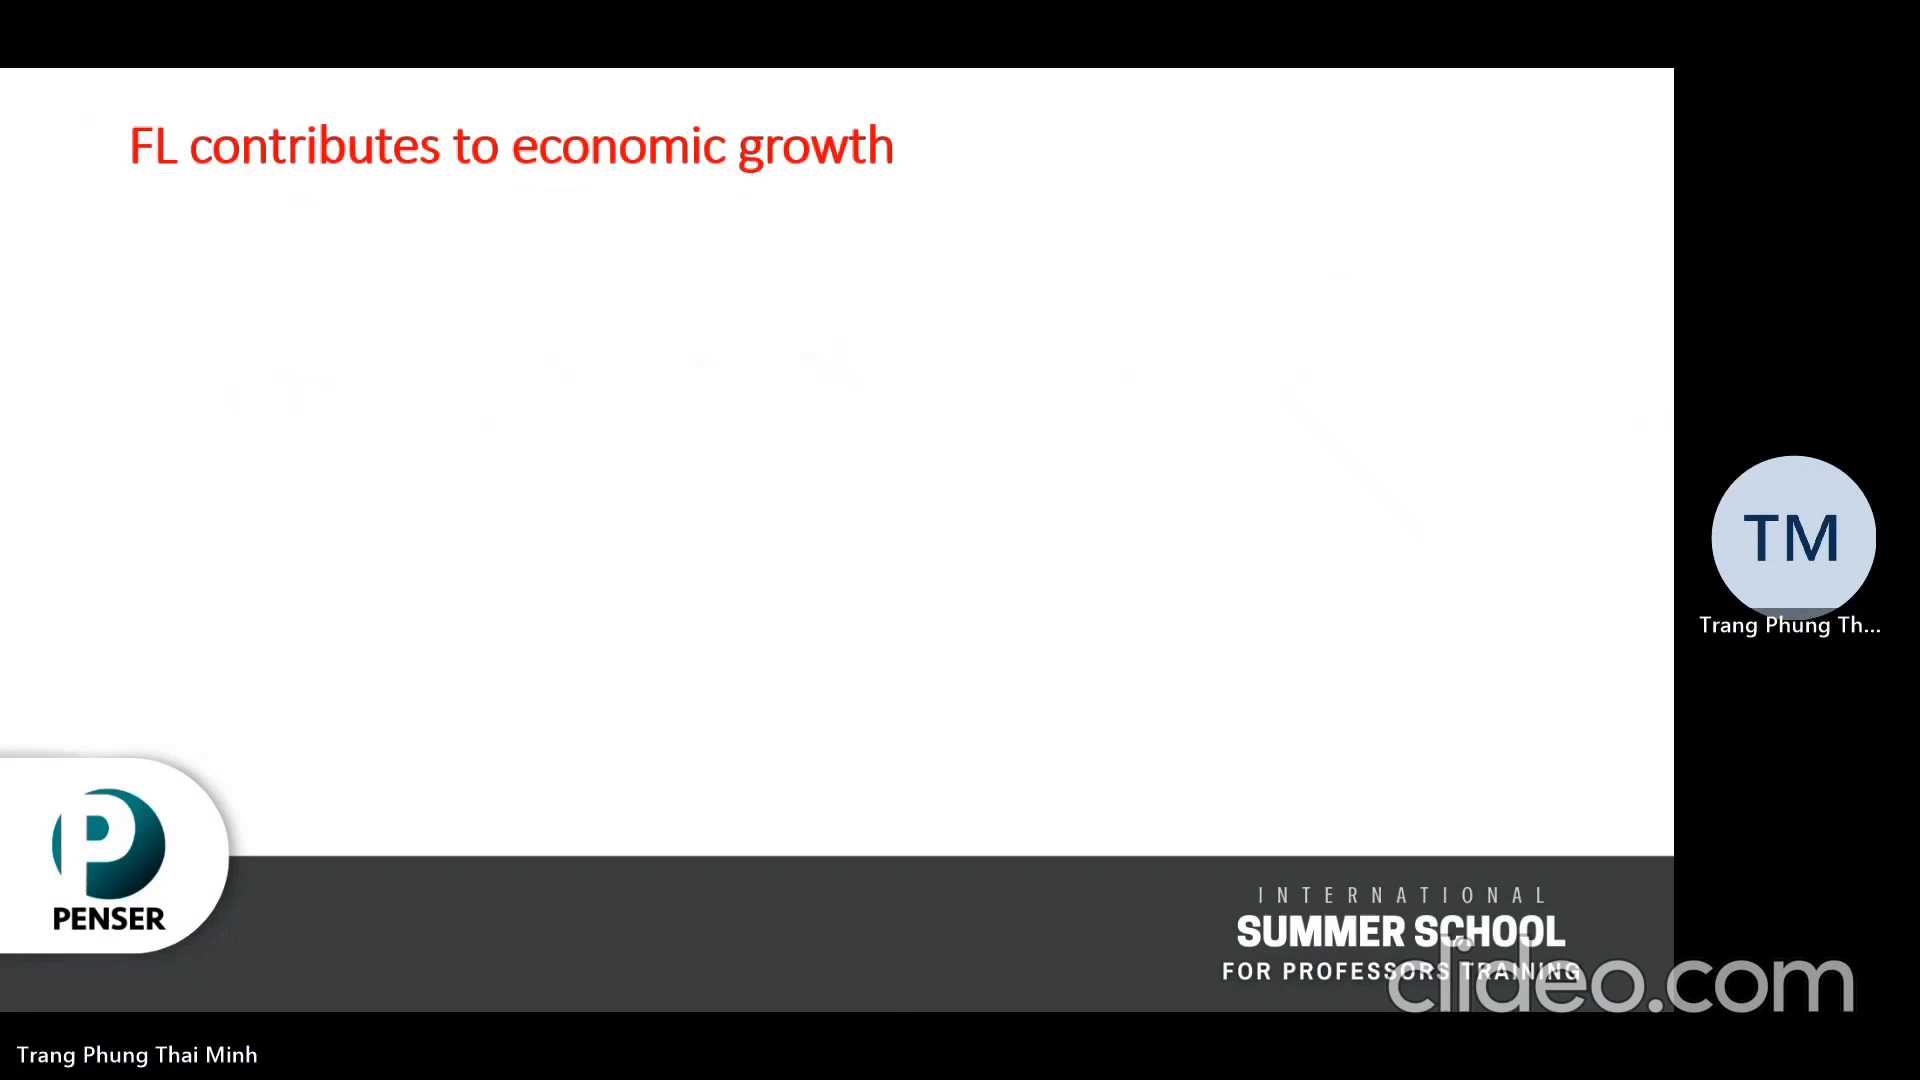 FL contributes to economic growth
TM
Trang Phung Th...
P
PENSER
INTERNATIONAL
SUMMER SCHOOL
FOR PROFESSORS TRAINING
clideo.com
Trang Phung Thai Minh